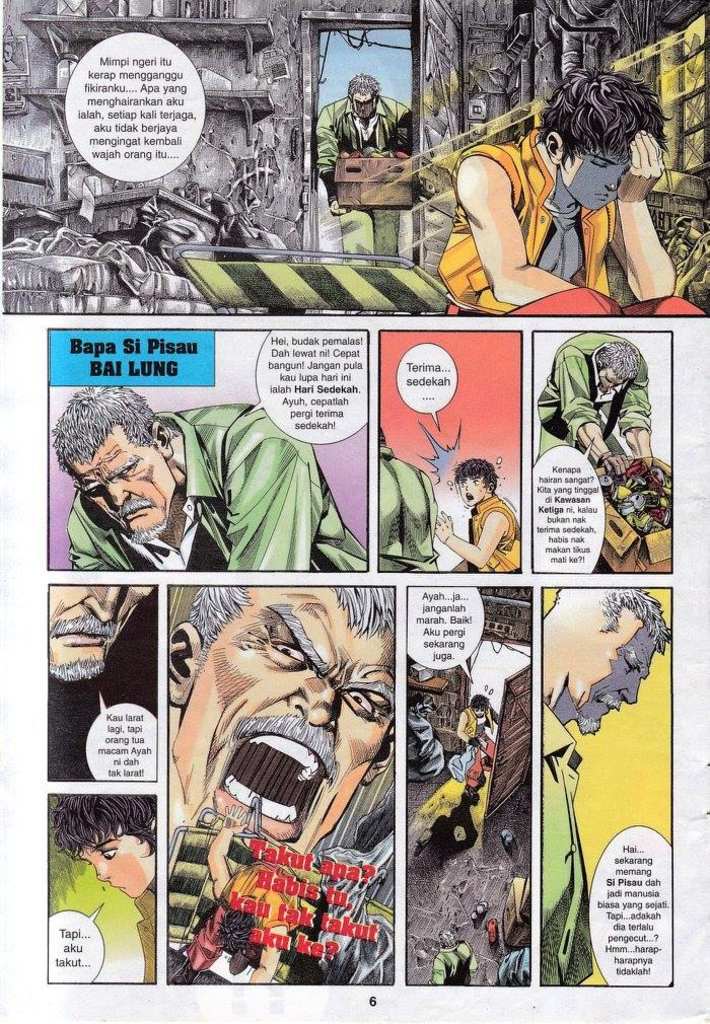 Mimpi ngeri itu
kerap mengganggu
fikiranku.... Apa yang
menghairankan aku
ialah, setiap kali terjaga,
aku tidak berjaya
mengingat kembali
wajah orang itu....
Bapa Si Pisau
BAI LUNG
Hei, budak pemalas!
Dah lewat ni! Cepat
bangun! Jangan pula
kau lupa hari ini
ialah Hari Sedekah.
Ayuh, cepatlah
pergi terima
sedekah!
Terima...
sedekah
....
Kenapa
hairan sangat?
Kita yang tinggal
di Kawasan
Ketiga ni, kalau
bukan nak
terima sedekah,
habis nak
makan tikus
mati ke?!
Kau larat
lagi, tapi
orang tua
macam Ayah
ni dah
tak larat!
Tapi...
aku
takut...
Takut apa?
Habis tu,
kau tak takut
aku ke?
Ayah...ja...
janganlah
marah. Baik!
Aku pergi
sekarang
juga.
Hai...
sekarang
memang
Si Pisau dah
jadi manusia
biasa yang sejati.
Tapi...adakah
dia terlalu
pengecut...?
Hmm...harap-
harapnya
tidaklah!
6